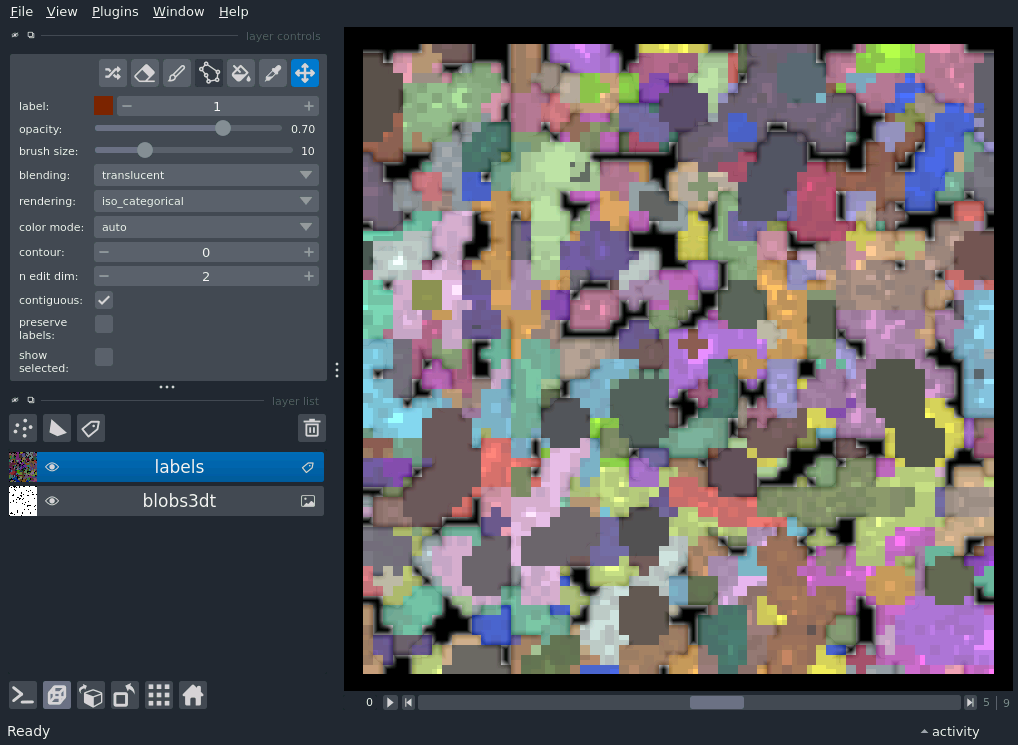 File View Plugins Window Help
layer controls
label: 1
opacity: 0.70
brush size: 10
blending: translucent
rendering: iso_categorical
color mode: auto
contour: 0
n edit dim: 2
contiguous:
preserve
labels:
show
selected:
layer list
labels
blobs3dt
0 5 9
Ready activity